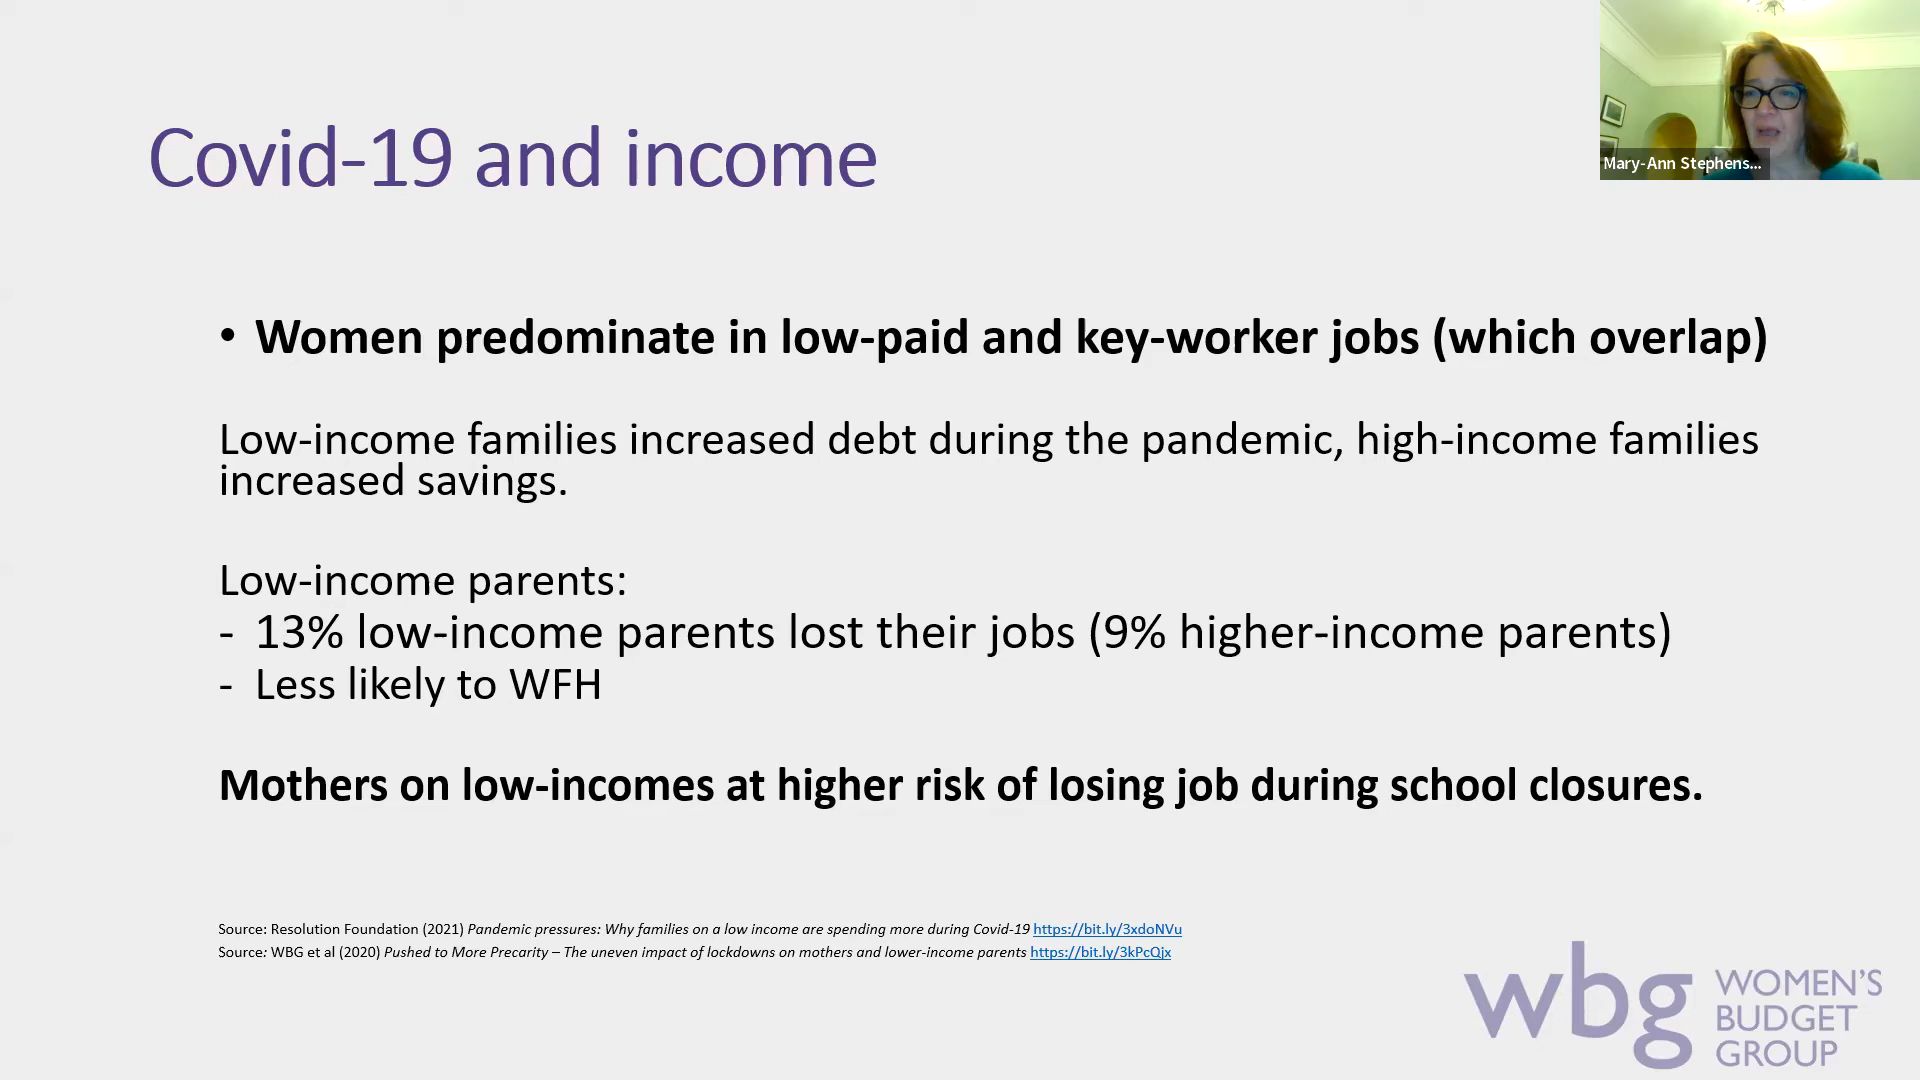 Covid-19 and income
Mary-Ann Stephens...
• Women predominate in low-paid and key-worker jobs (which overlap)
Low-income families increased debt during the pandemic, high-income families
increased savings.
Low-income parents:
- 13% low-income parents lost their jobs (9% higher-income parents)
- Less likely to WFH
Mothers on low-incomes at higher risk of losing job during school closures.
Source: Resolution Foundation (2021) Pandemic pressures: Why families on a low income are spending more during Covid-19 https://bit.ly/3xdoNVu
Source: WBG et al (2020) Pushed to More Precarity – The uneven impact of lockdowns on mothers and lower-income parents https://bit.ly/3kPcQjx
wbg
WOMEN'S
BUDGET
GROUP